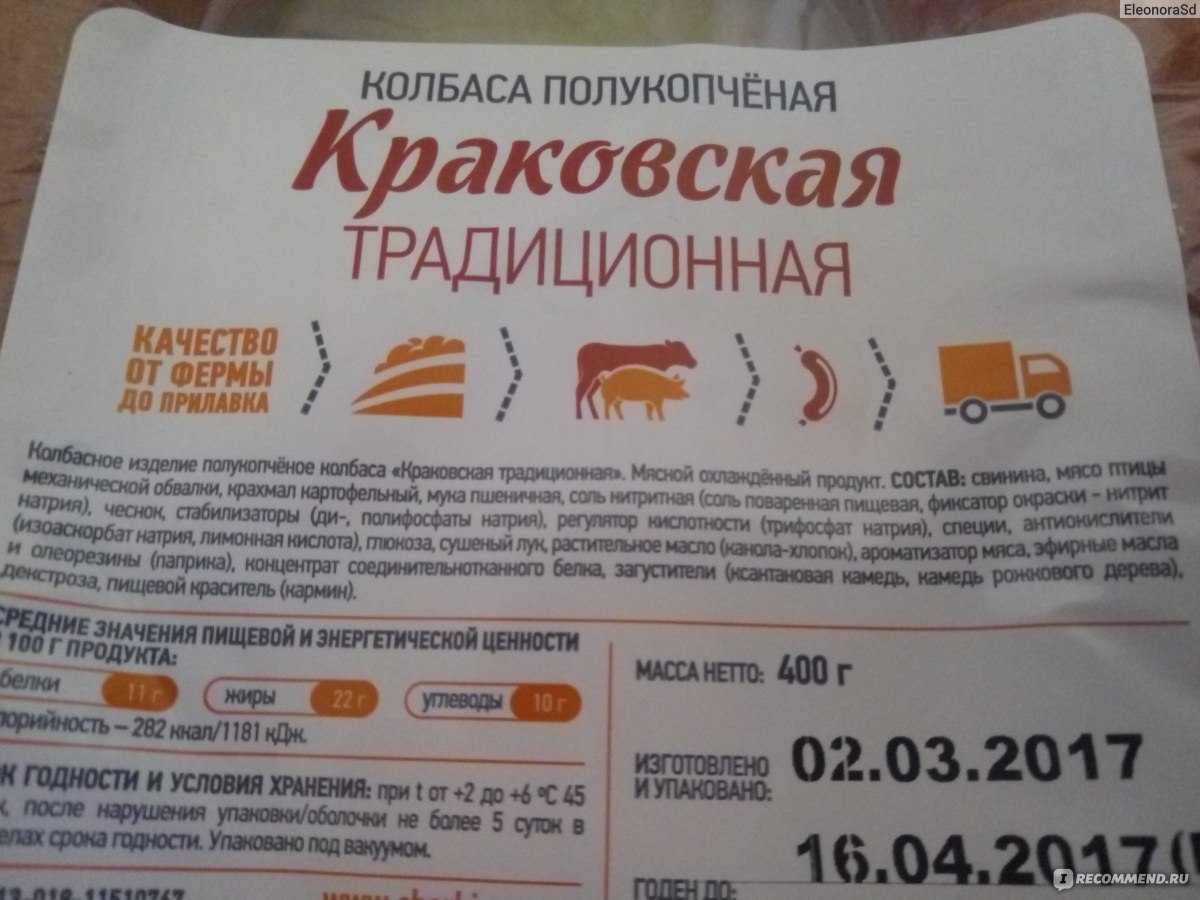 EleonoraSd
КОЛБАСА ПОЛУКОПЧЁНАЯ
Краковская
ТРАДИЦИОННАЯ
КАЧЕСТВО
ОТ ФЕРМЫ
ДО ПРИЛАВКА
Колбасное изделие полукопчёное колбаса «Краковская традиционная». Мясной охлаждённый продукт. СОСТАВ: свинина, мясо птицы
механической обвалки, крахмал картофельный, мука пшеничная, соль нитритная (соль поваренная пищевая, фиксатор окраски – нитрит
натрия), чеснок, стабилизаторы (ди-, полифосфаты натрия), регулятор кислотности (трифосфат натрия), специи, антиокислители
(изоаскорбат натрия, лимонная кислота), глюкоза, сушеный лук, растительное масло (канола-хлопок), ароматизатор мяса, эфирные масла
и олеорезины (паприка), концентрат соединительнотканного белка, загустители (ксантановая камедь, камедь рожкового дерева),
декстроза, пищевой краситель (кармин).
СРЕДНИЕ ЗНАЧЕНИЯ ПИЩЕВОЙ И ЭНЕРГЕТИЧЕСКОЙ ЦЕННОСТИ
100 Г ПРОДУКТА:
белки 11 г жиры 22 г углеводы 10 г
лорийность – 282 ккал/1181 кДж.
ОК ГОДНОСТИ И УСЛОВИЯ ХРАНЕНИЯ: при t от +2 до +6 °С 45
к, после нарушения упаковки/оболочки не более 5 суток в
елах срока годности. Упаковано под вакуумом.
МАССА НЕТТО: 400 г
ИЗГОТОВЛЕНО
И УПАКОВАНО: 02.03.2017
ГОДЕН ДО: 16.04.2017
IRECOMMEND.RU